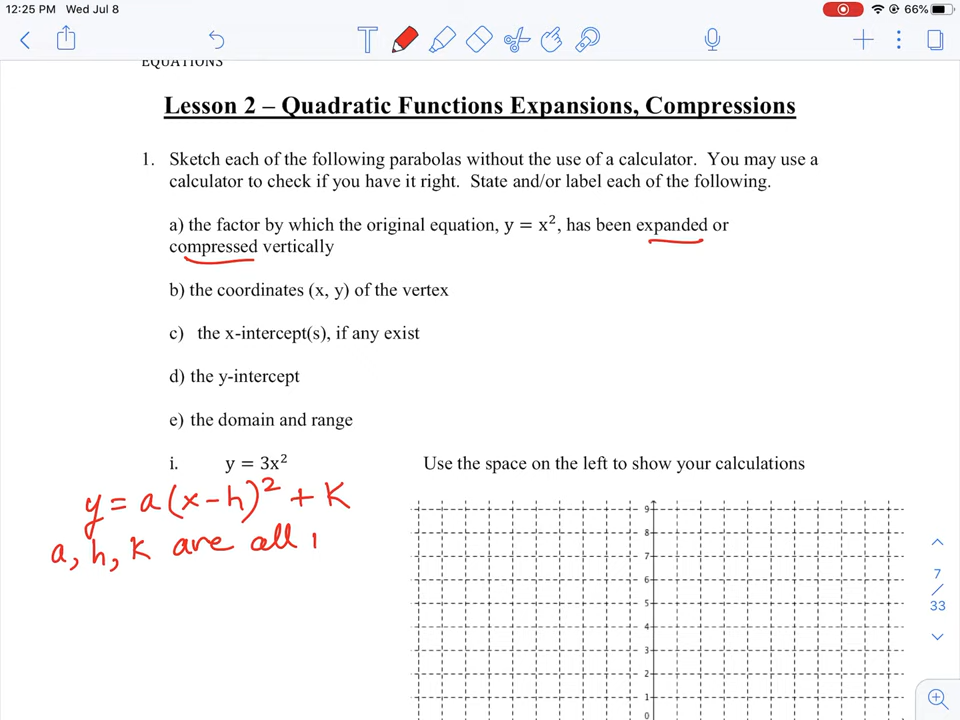 12:25 PM Wed Jul 8
66%
T
EQUATIONS
Lesson 2 – Quadratic Functions Expansions, Compressions
1. Sketch each of the following parabolas without the use of a calculator. You may use a
calculator to check if you have it right. State and/or label each of the following.
a) the factor by which the original equation, y = x², has been expanded or
compressed vertically
b) the coordinates (x, y) of the vertex
c) the x-intercept(s), if any exist
d) the y-intercept
e) the domain and range
i. y = 3x² Use the space on the left to show your calculations
y = a(x-h)² + k
a, h, k are all
9
8
7
6
5
4
3
2
1
0
7
/
33